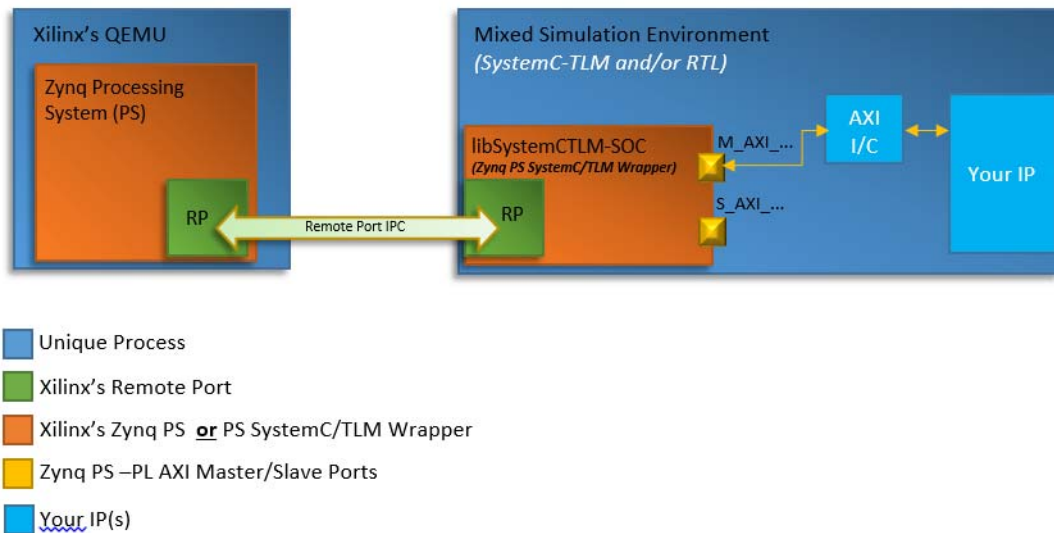 Xilinx's QEMU
Zynq Processing
System (PS)
RP
Remote Port IPC
Mixed Simulation Environment
(SystemC-TLM and/or RTL)
libSystemCTLM-SOC
(Zynq PS SystemC/TLM Wrapper)
RP
M_AXI_...
S_AXI_...
AXI
I/C
Your IP
Unique Process
Xilinx's Remote Port
Xilinx's Zynq PS or PS SystemC/TLM Wrapper
Zynq PS –PL AXI Master/Slave Ports
Your IP(s)